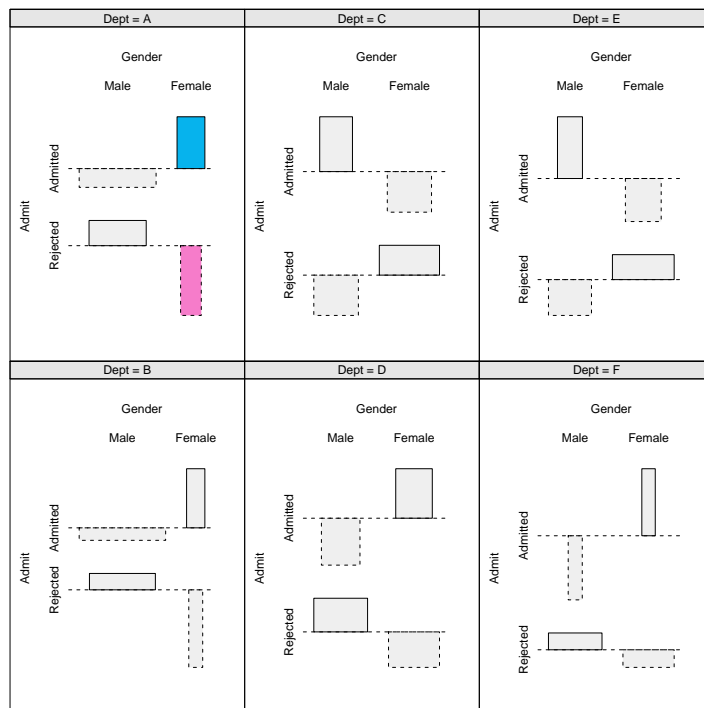 Dept = A
Gender
Male Female
Admit
Admitted
Rejected
Dept = C
Gender
Male Female
Admit
Admitted
Rejected
Dept = E
Gender
Male Female
Admit
Admitted
Rejected
Dept = B
Gender
Male Female
Admit
Admitted
Rejected
Dept = D
Gender
Male Female
Admit
Admitted
Rejected
Dept = F
Gender
Male Female
Admit
Admitted
Rejected